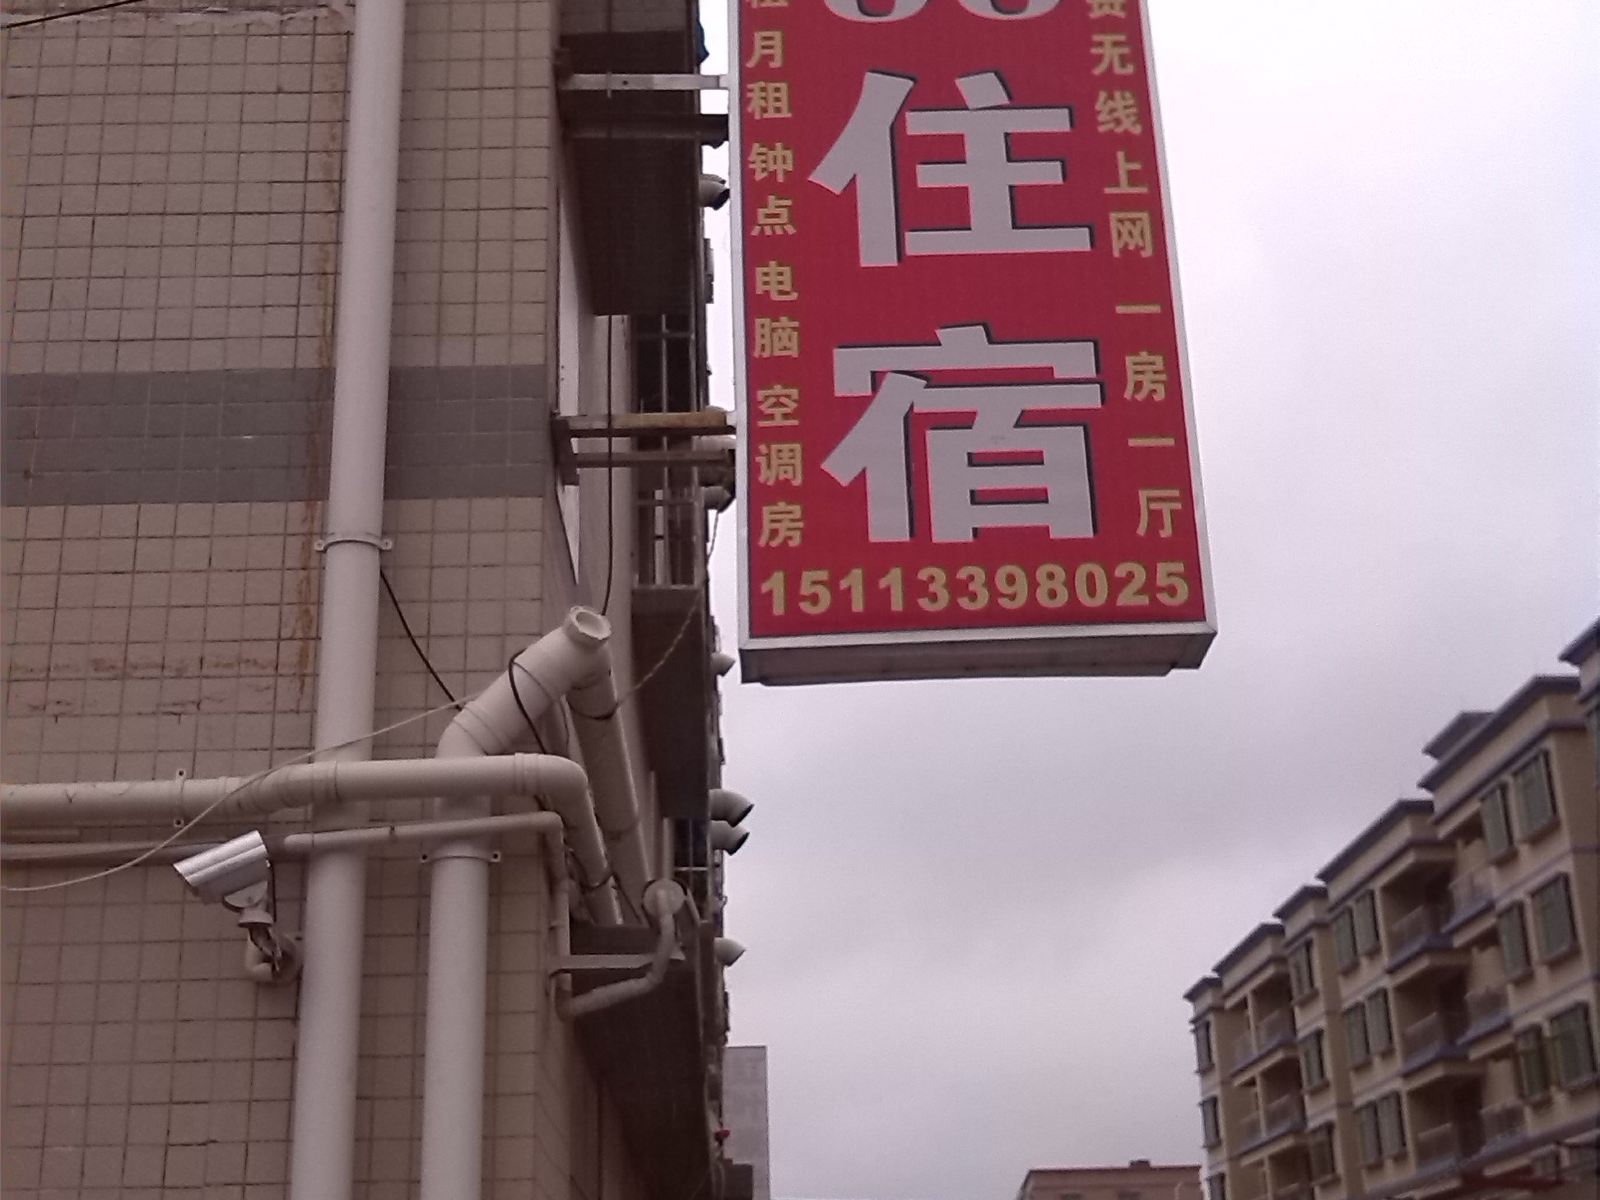 月租 钟点 电脑 空调房
住宿
无线上网 一房一厅
15113398025